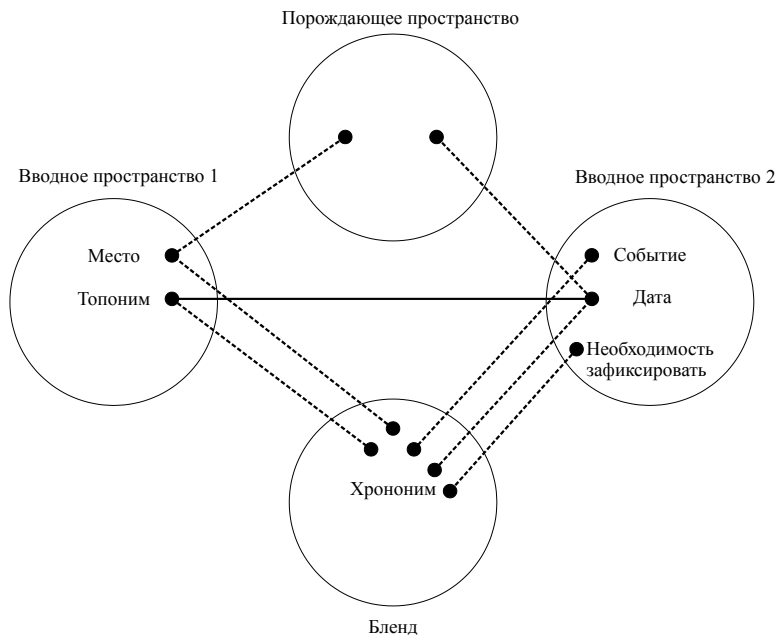 Порождающее пространство
Вводное пространство 1
Вводное пространство 2
Место
Событие
Топоним
Дата
Необходимость
зафиксировать
Хрононим
Бленд